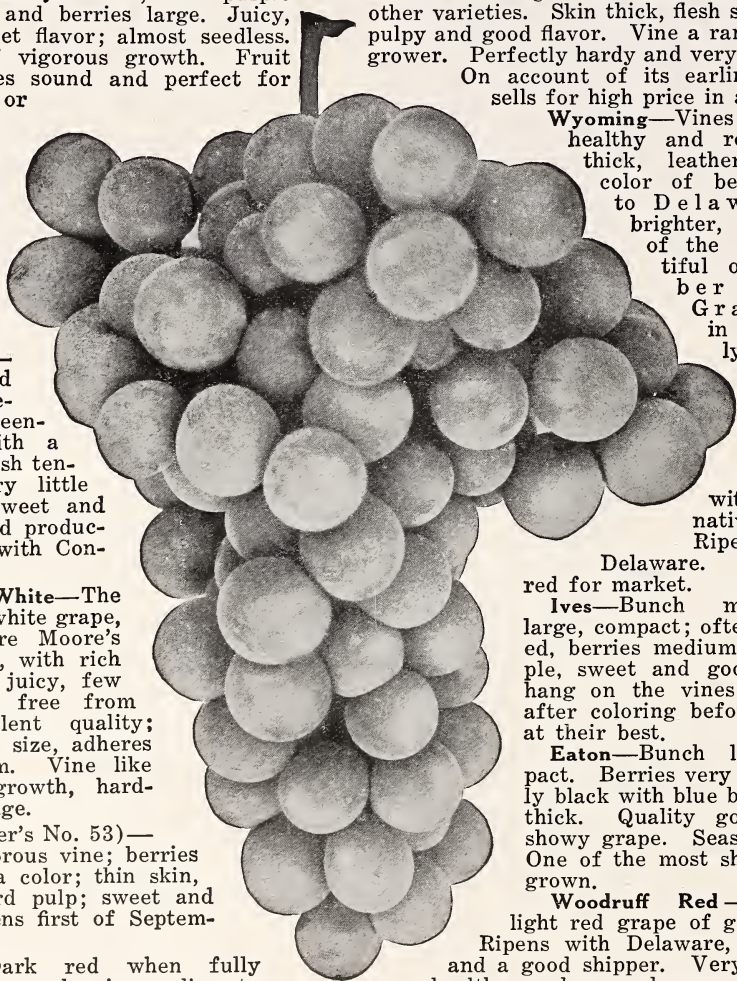 and berries large. Juicy,
et flavor; almost seedless.
vigorous growth. Fruit
es sound and perfect for
or
d
e-
een-
ith a
sh ten-
ry little
sweet and
d produc-
with Con-
White—The
white grape,
re Moore's
, with rich
juicy, few
free from
lent quality;
size, adheres
m. Vine like
growth, hard-
ge.
er's No. 53)—
orous vine; berries
a color; thin skin,
rd pulp; sweet and
ens first of Septem-
ark red when fully
other varieties. Skin thick, flesh s
pulpy and good flavor. Vine a ran
grower. Perfectly hardy and very
On account of its earlin
sells for high price in a
Wyoming—Vines
healthy and ro
thick, leather
color of be
to Delaw
brighter,
of the
tiful o
ber
Gra
in
ly
wit
nativ
Ripe
Delaware.
red for market.
Ives—Bunch m
large, compact; ofte
ed, berries medium
ple, sweet and goo
hang on the vines
after coloring befo
at their best.
Eaton—Bunch l
pact. Berries very
ly black with blue b
thick. Quality go
showy grape. Seas
One of the most sh
grown.
Woodruff Red—
light red grape of g
Ripens with Delaware,
and a good shipper. Very